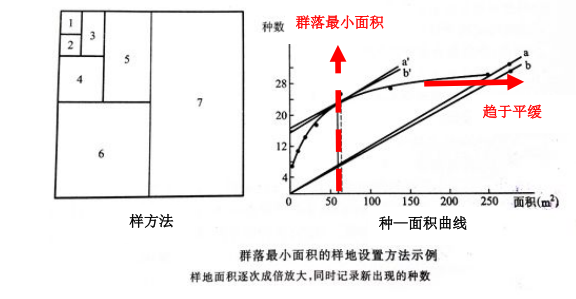 1
2
3
4
5
6
7
样方法
种数
群落最小面积
a'
b'
a
b
28
20
12
4
趋于平缓
0
50
100
150
200
250
面积(m²)
种—面积曲线
群落最小面积的样地设置方法示例
样地面积逐次成倍放大,同时记录新出现的种数